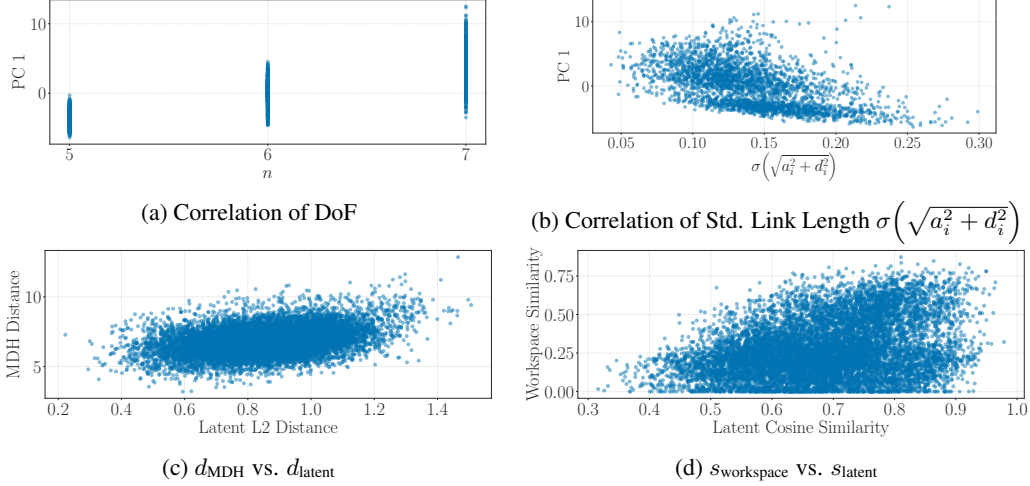 10
0
PC 1
5
6
7
n
(a) Correlation of DoF
10
0
PC 1
0.05
0.10
0.15
0.20
0.25
0.30
σ(√(a_i^2 + d_i^2))
(b) Correlation of Std. Link Length σ(√(a_i^2 + d_i^2))
10
5
MDH Distance
0.2
0.4
0.6
0.8
1.0
1.2
1.4
Latent L2 Distance
(c) d_MDH vs. d_latent
0.75
0.50
0.25
0.00
Workspace Similarity
0.3
0.4
0.5
0.6
0.7
0.8
0.9
1.0
Latent Cosine Similarity
(d) s_workspace vs. s_latent